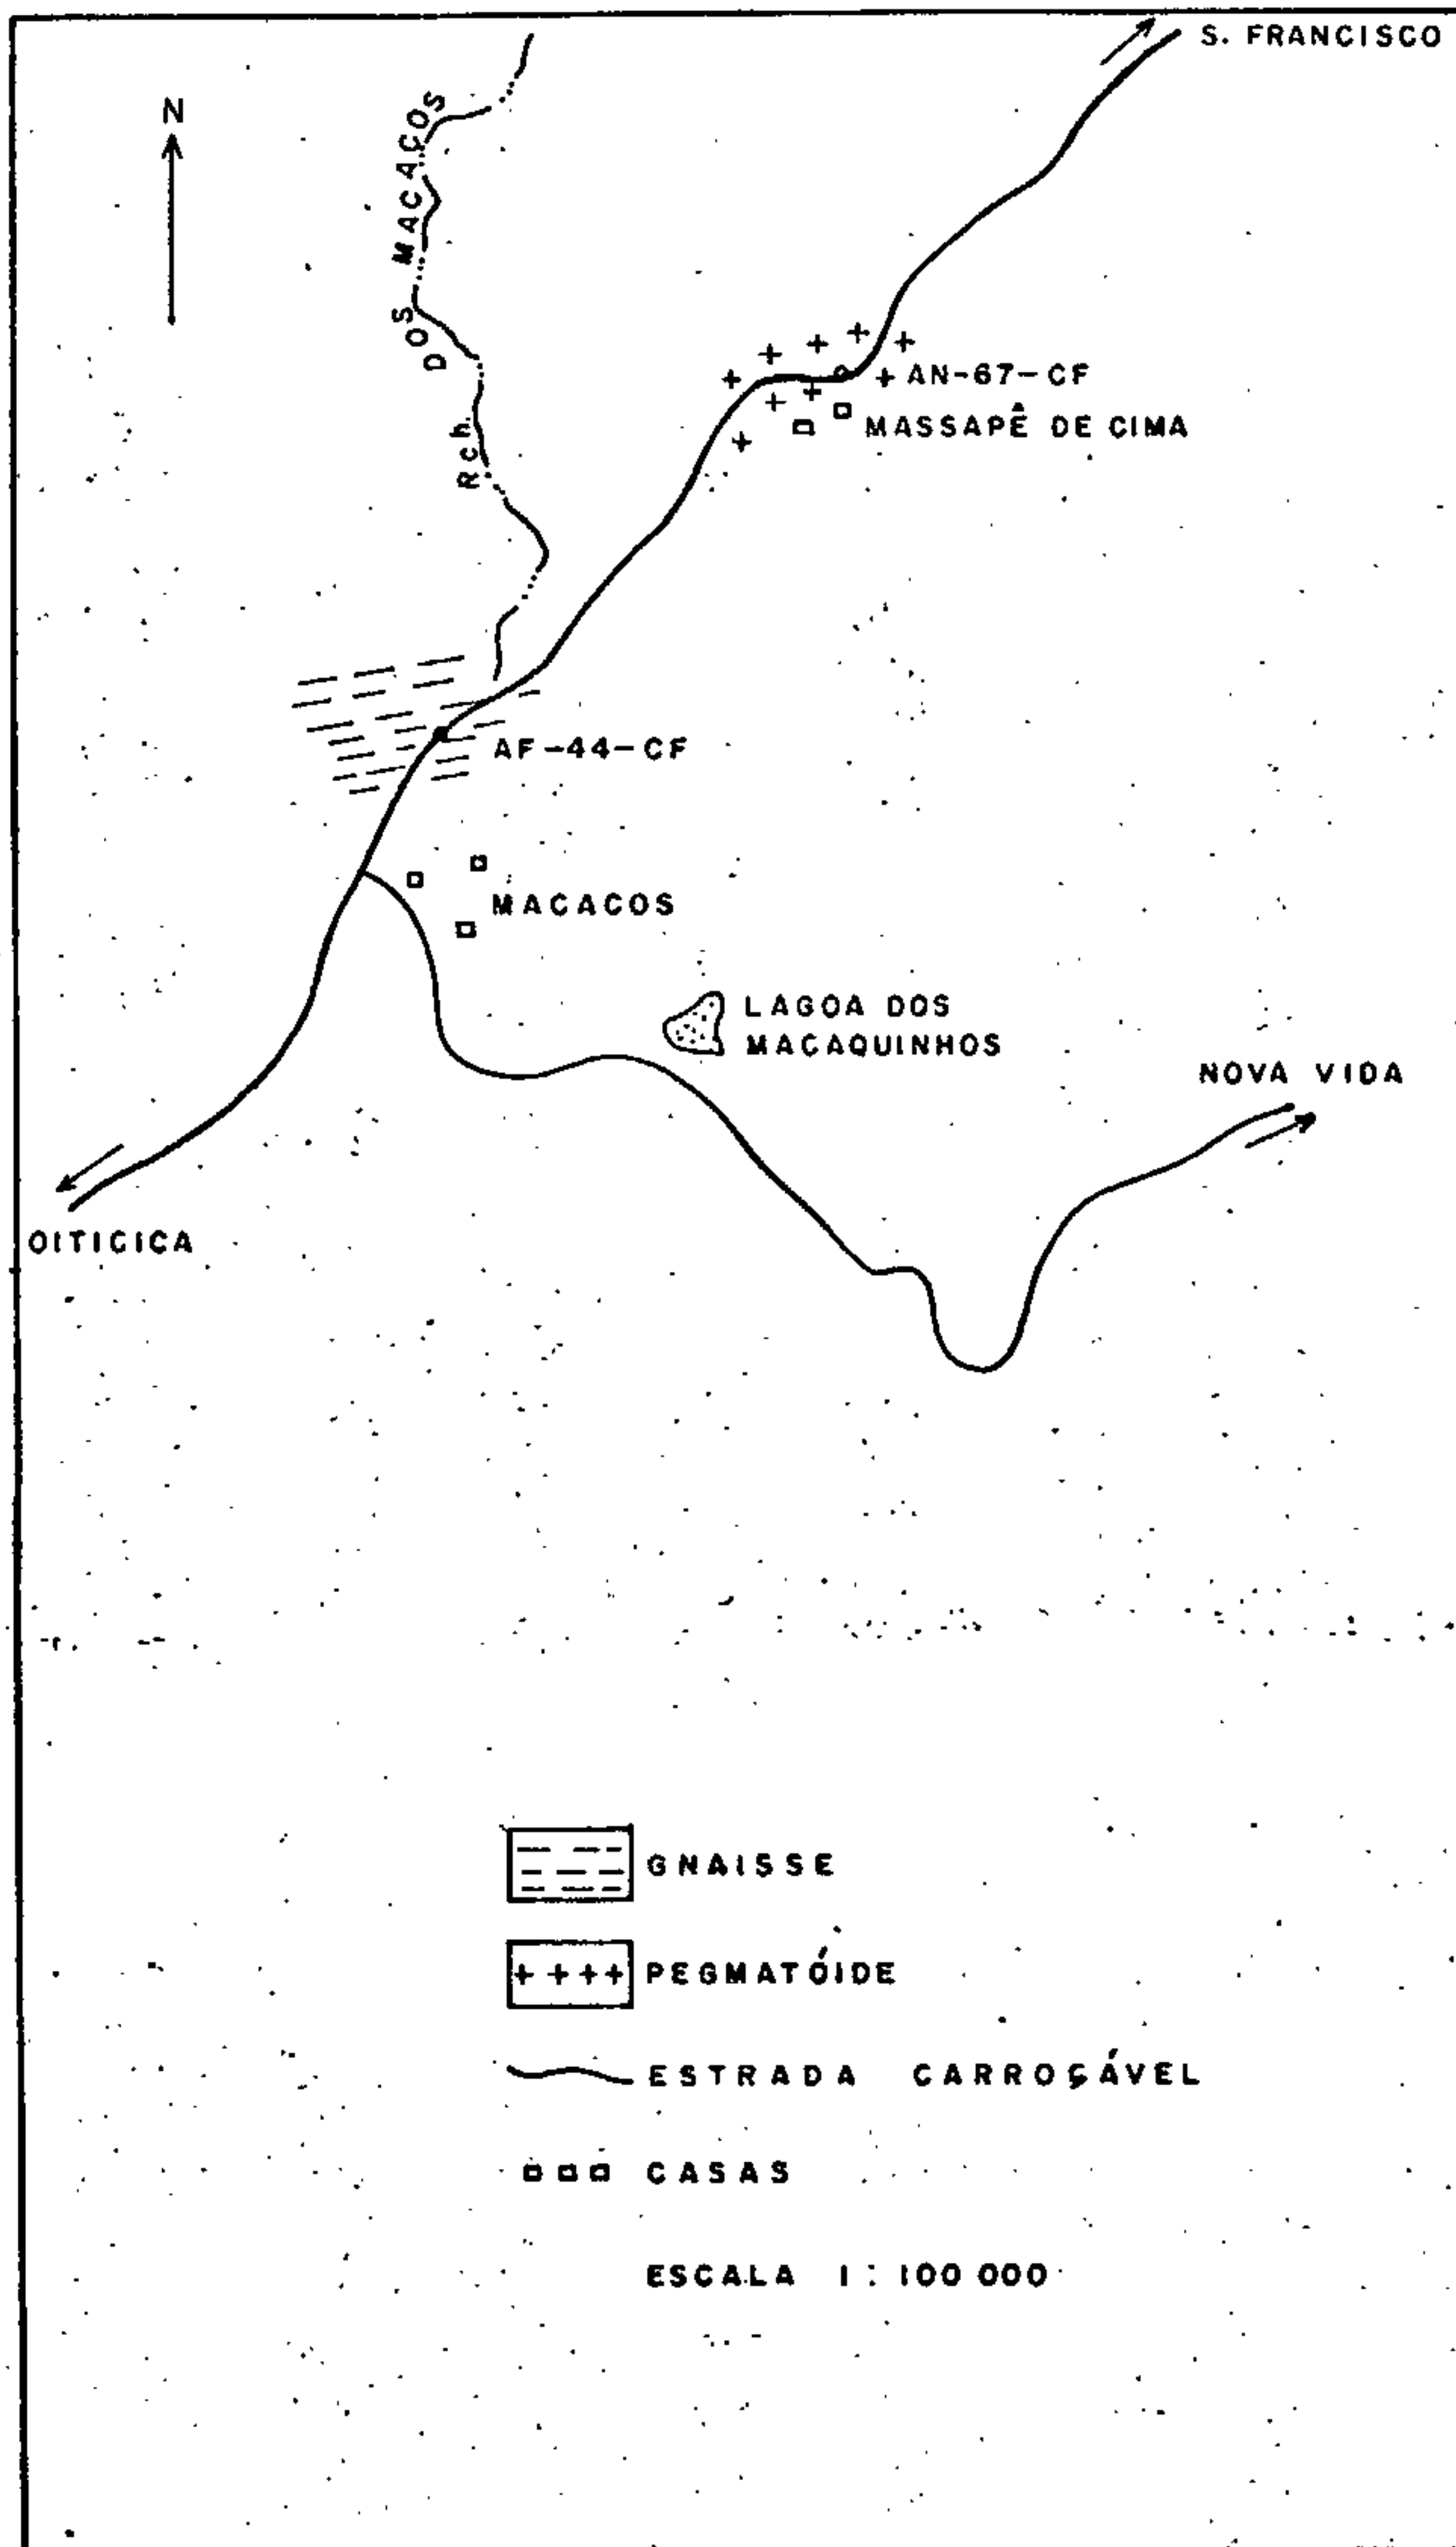 S. FRANCISCO
N
Rch. DOS MACACOS
AN-67-CF
MASSAPÊ DE CIMA
AF-44-CF
MACACOS
LAGOA DOS
MACAQUINHOS
NOVA VIDA
OITICICA
GNAISSE
PEGMATÓIDE
ESTRADA CARROÇÁVEL
CASAS
ESCALA 1:100 000